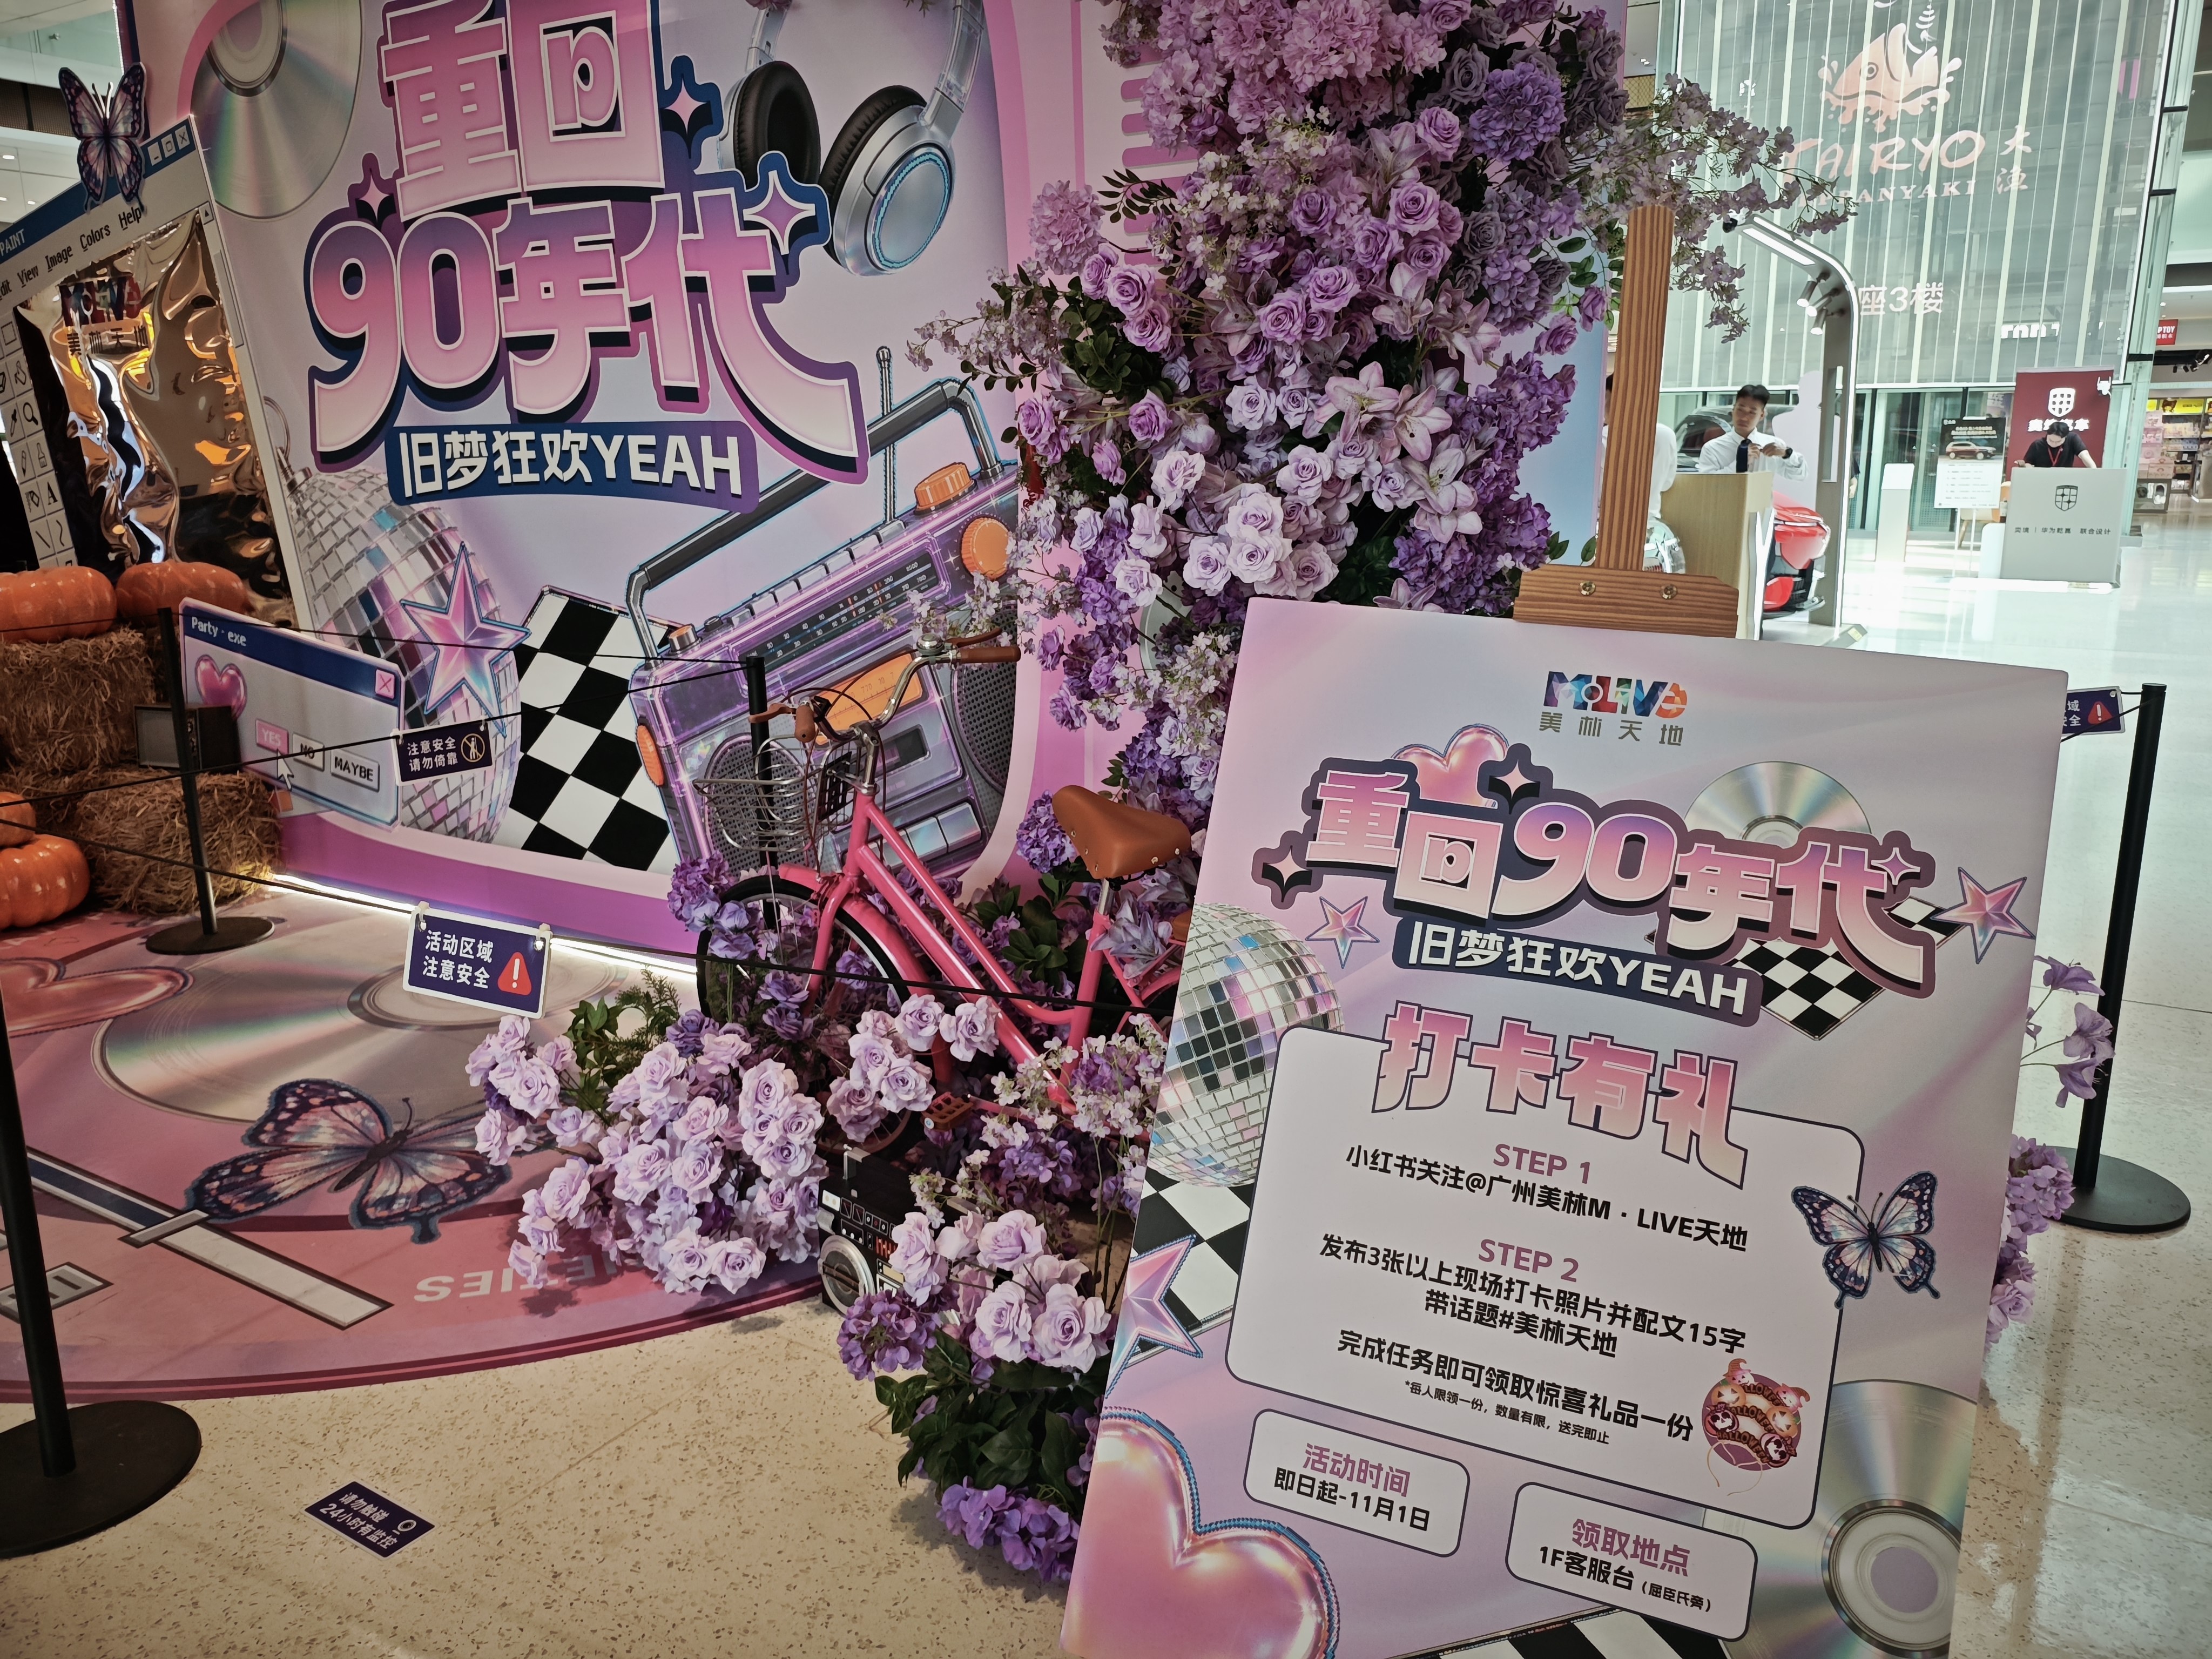 重回
90年代
旧梦狂欢YEAH
PAINT
View Image Colors Help
A
Party·exe
YES
NO
MAYBE
注意安全
请勿倚靠
活动区域
注意安全
请勿触碰
24小时有监控
TAIRYO
大渔
座3楼
MOLIVE
美林天地
重回90年代
旧梦狂欢YEAH
打卡有礼
STEP 1
小红书关注@广州美林M·LIVE天地
STEP 2
发布3张以上现场打卡照片并配文15字
带话题#美林天地
完成任务即可领取惊喜礼品一份
*每人限领一份，数量有限，送完即止
活动时间
即日起-11月1日
领取地点
1F客服台（屈臣氏旁）